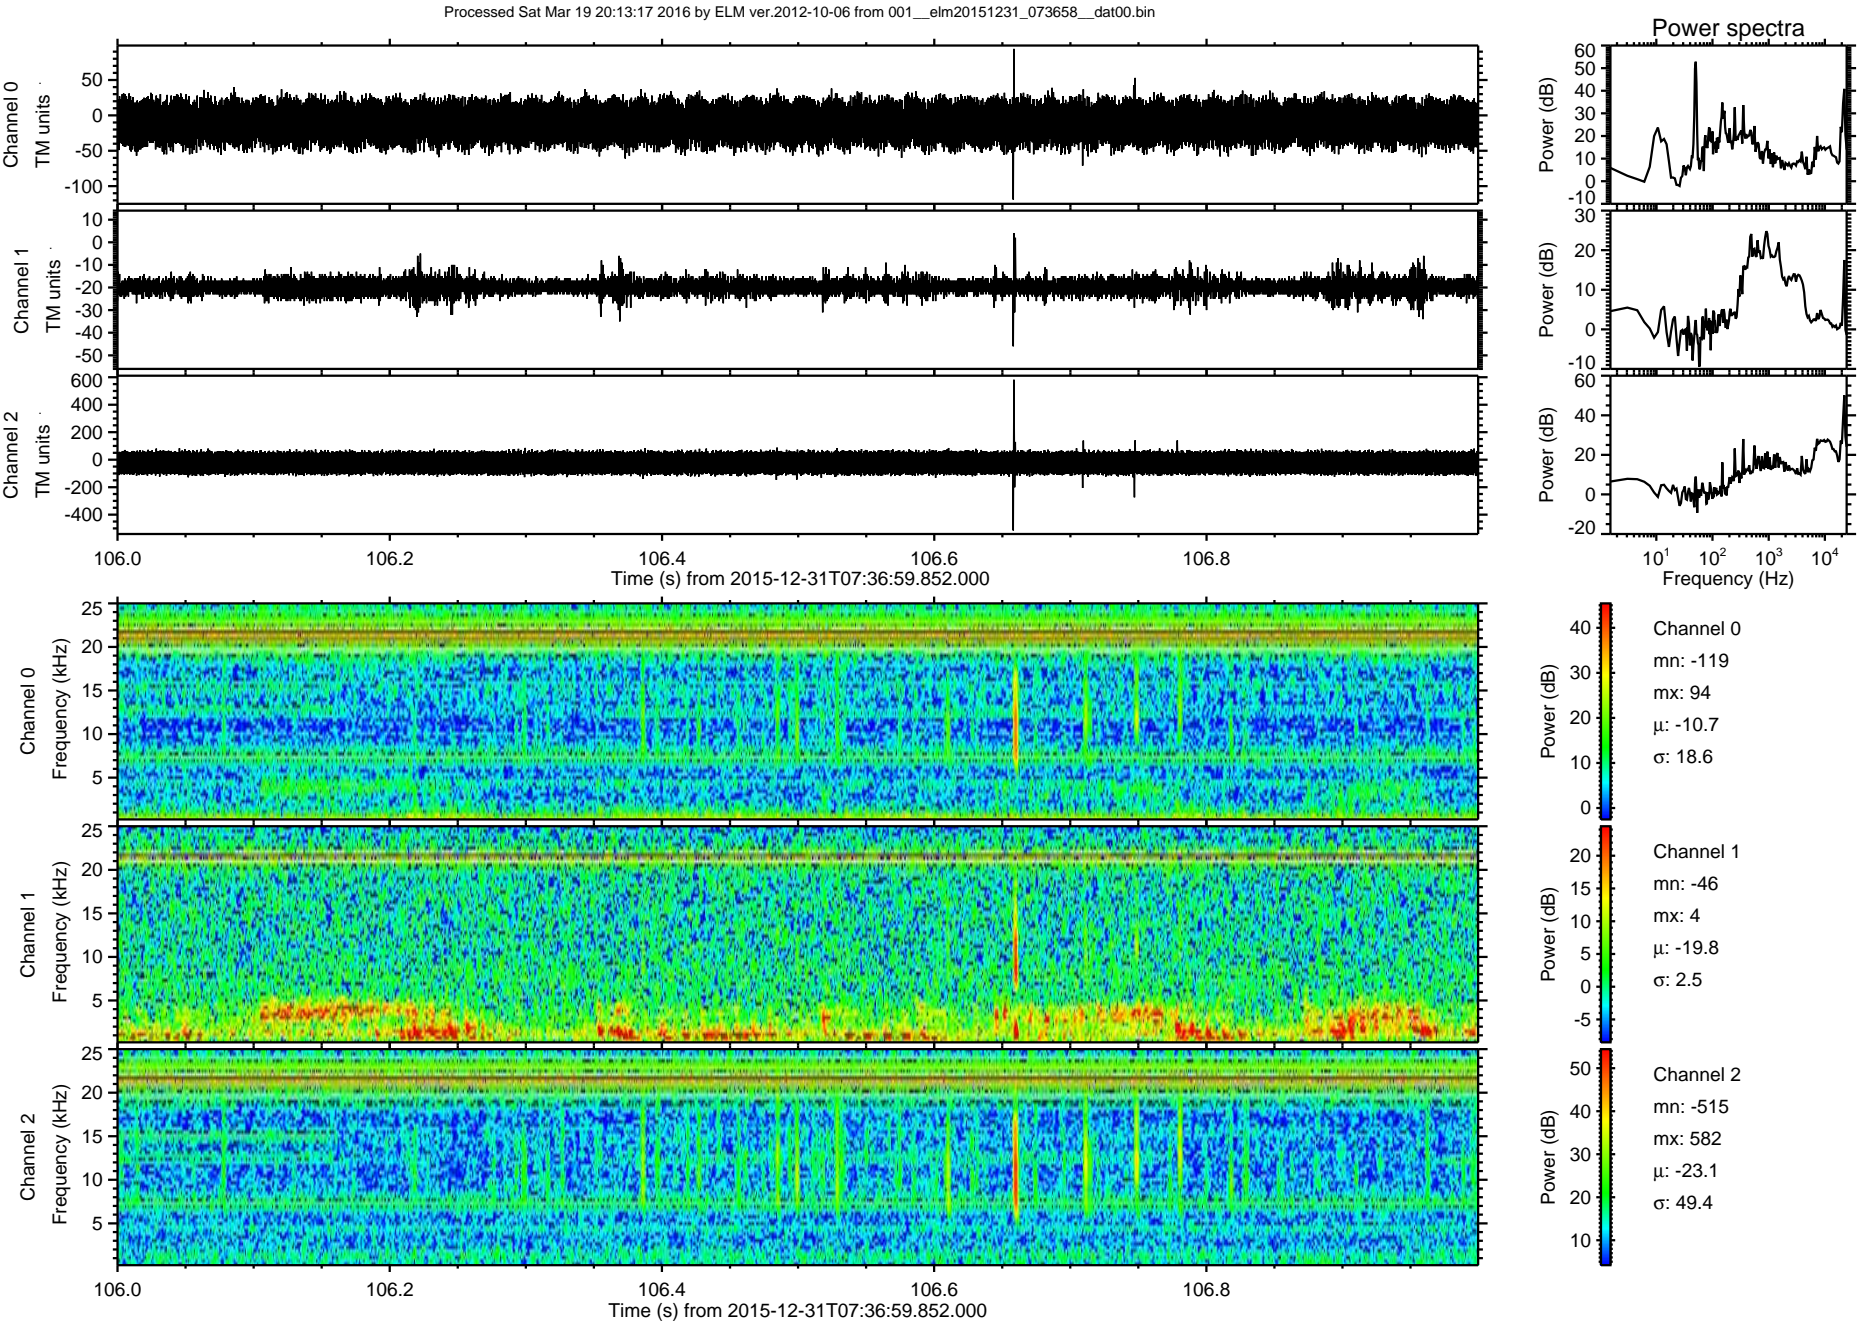 Processed Sat Mar 19 20:13:17 2016 by ELM ver.2012-10-06 from 001__elm20151231_073658__dat00.bin
Power spectra
Channel 0
TM units
50
0
-50
-100
Power (dB)
60
50
40
30
20
10
0
-10
Channel 1
TM units
10
0
-10
-20
-30
-40
-50
Power (dB)
30
20
10
0
-10
Channel 2
TM units
600
400
200
0
-200
-400
Power (dB)
60
40
20
0
-20
106.0 106.2 106.4 106.6 106.8
Time (s) from 2015-12-31T07:36:59.852.000
10^1 10^2 10^3 10^4
Frequency (Hz)
Channel 0
Frequency (kHz)
25
20
15
10
5
Power (dB)
40
30
20
10
0
Channel 0
mn: -119
mx: 94
μ: -10.7
σ: 18.6
Channel 1
Frequency (kHz)
25
20
15
10
5
Power (dB)
20
15
10
5
0
-5
Channel 1
mn: -46
mx: 4
μ: -19.8
σ: 2.5
Channel 2
Frequency (kHz)
25
20
15
10
5
Power (dB)
50
40
30
20
10
Channel 2
mn: -515
mx: 582
μ: -23.1
σ: 49.4
106.0 106.2 106.4 106.6 106.8
Time (s) from 2015-12-31T07:36:59.852.000